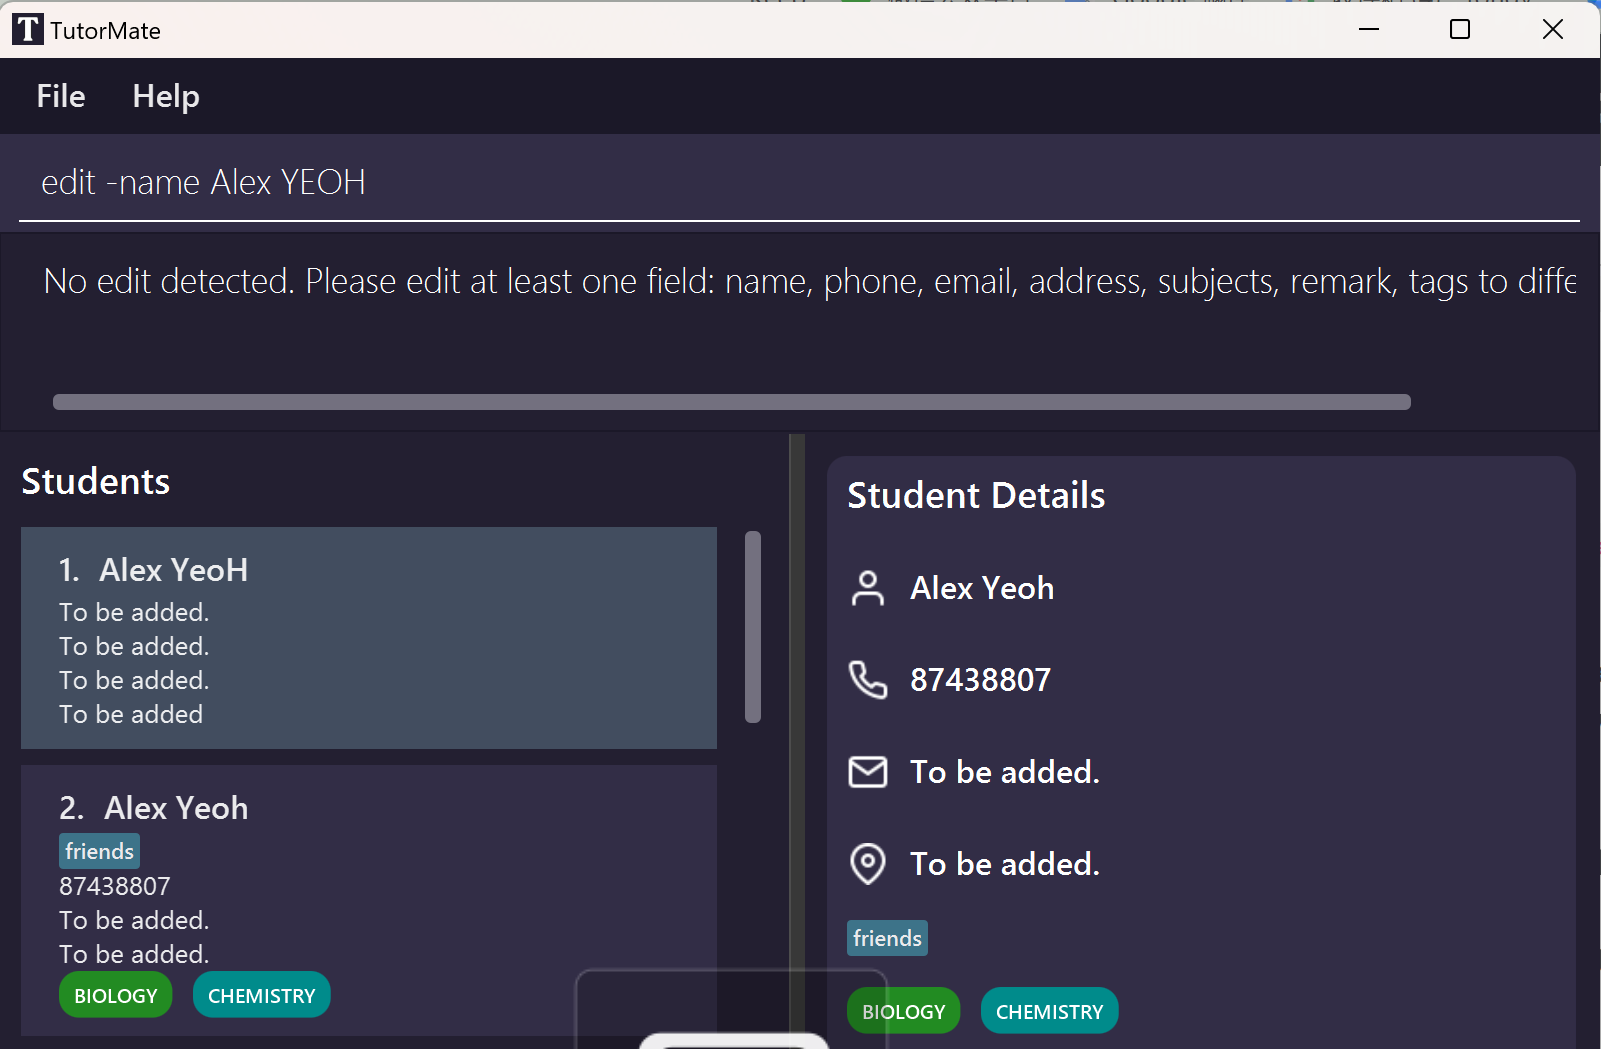 TutorMate
File Help
edit -name Alex YEOH
No edit detected. Please edit at least one field: name, phone, email, address, subjects, remark, tags to diffe
Students
1. Alex YeoH
To be added.
To be added.
To be added.
To be added
2. Alex Yeoh
friends
87438807
To be added.
To be added.
BIOLOGY CHEMISTRY
Student Details
Alex Yeoh
87438807
To be added.
To be added.
friends
BIOLOGY CHEMISTRY